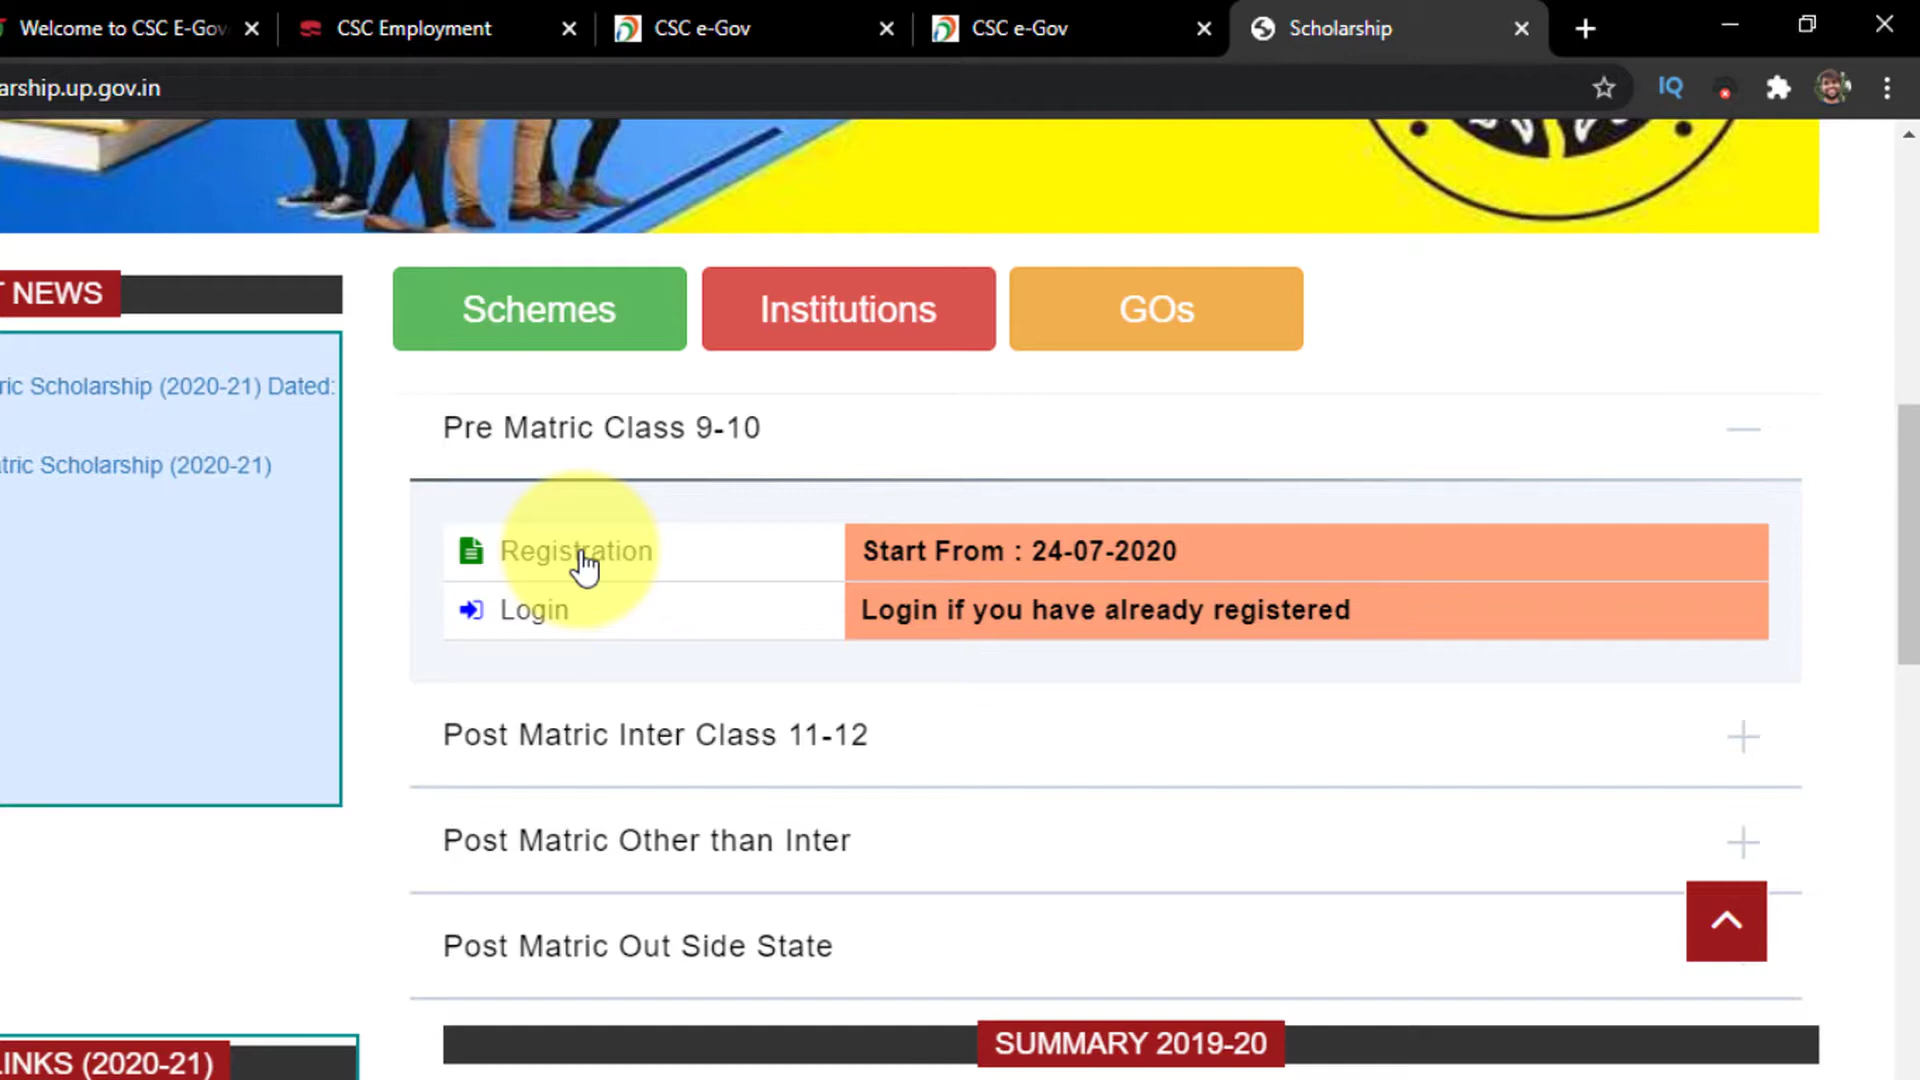 Welcome to CSC E-Gov
CSC Employment
CSC e-Gov
CSC e-Gov
Scholarship
arship.up.gov.in
IQ
T NEWS
ric Scholarship (2020-21) Dated:
tric Scholarship (2020-21)
Schemes
Institutions
GOs
Pre Matric Class 9-10
Registration
Start From : 24-07-2020
Login
Login if you have already registered
Post Matric Inter Class 11-12
Post Matric Other than Inter
Post Matric Out Side State
SUMMARY 2019-20
LINKS (2020-21)